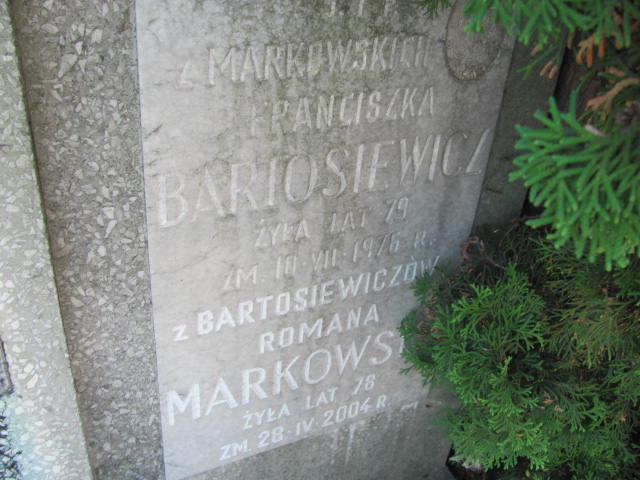 z MARKOWSKICH
FRANCISZKA
BARTOSIEWICZ
ŻYŁA LAT 79
ZM. 10 VII 1976 R.
z BARTOSIEWICZÓW
ROMANA
MARKOWS
ŻYŁA LAT 78
ZM. 28 IV 2004 R.